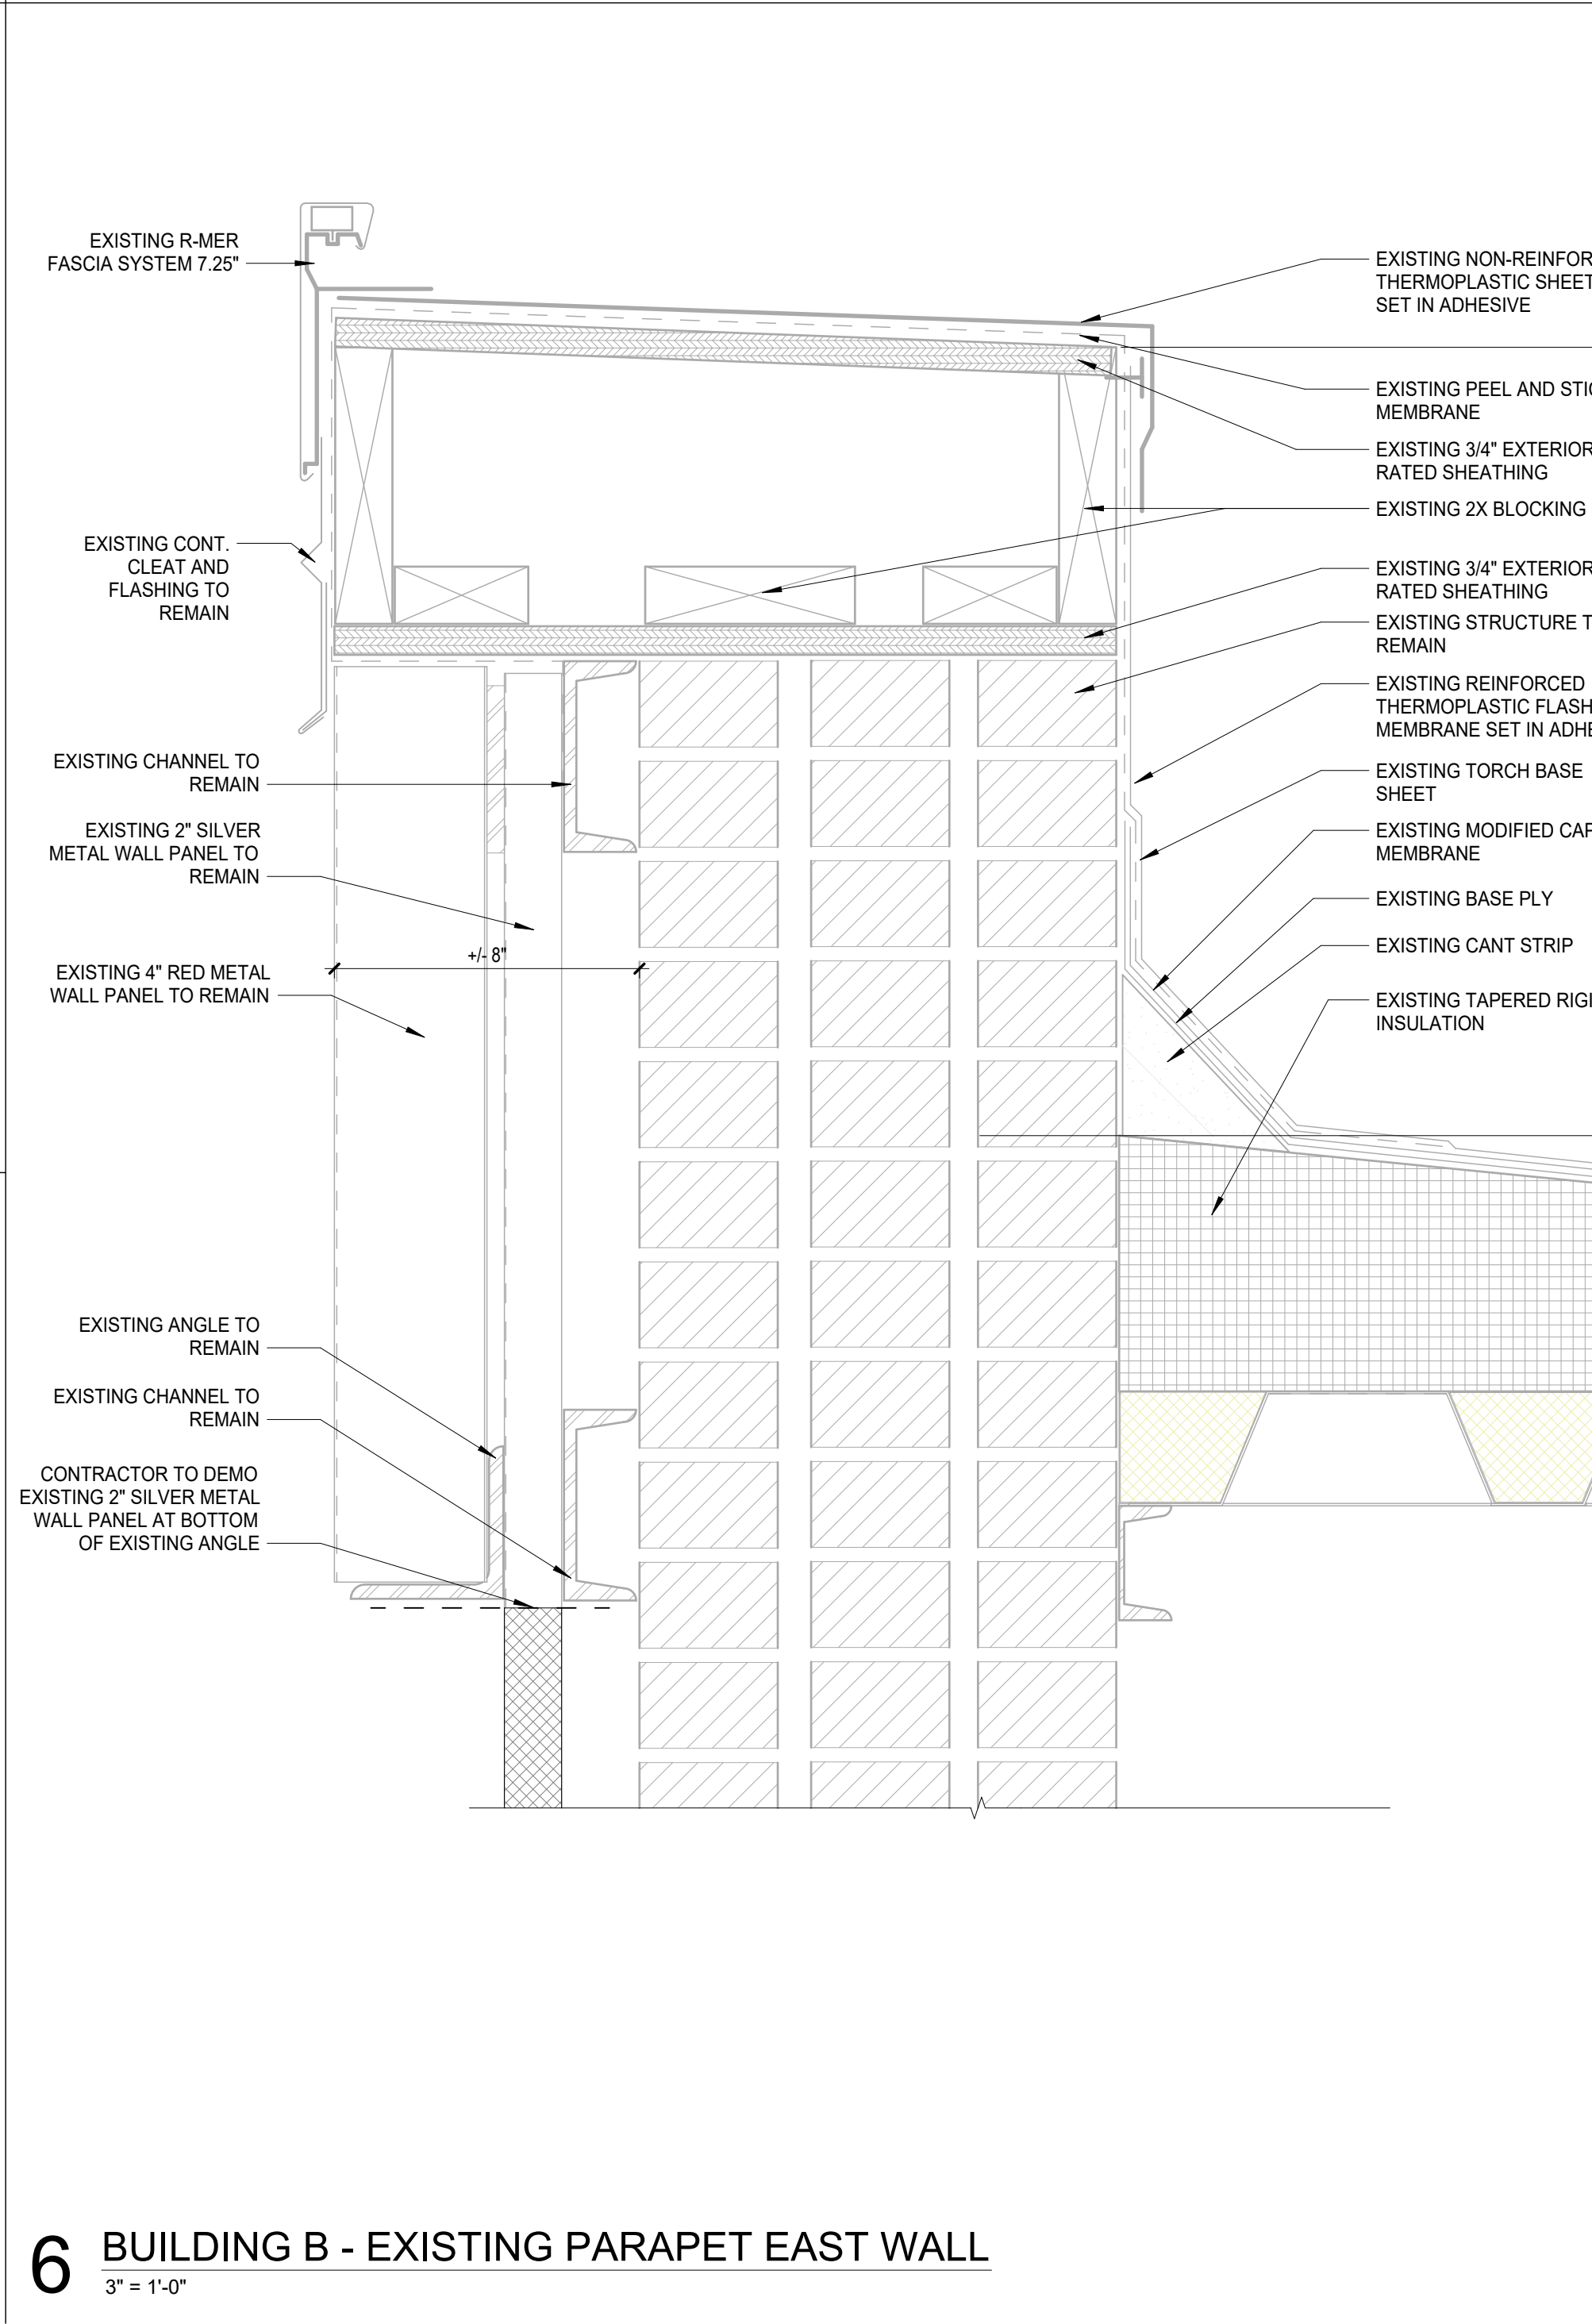 EXISTING R-MER
FASCIA SYSTEM 7.25"
EXISTING CONT.
CLEAT AND
FLASHING TO
REMAIN
EXISTING CHANNEL TO
REMAIN
EXISTING 2" SILVER
METAL WALL PANEL TO
REMAIN
+/- 8"
EXISTING 4" RED METAL
WALL PANEL TO REMAIN
EXISTING ANGLE TO
REMAIN
EXISTING CHANNEL TO
REMAIN
CONTRACTOR TO DEMO
EXISTING 2" SILVER METAL
WALL PANEL AT BOTTOM
OF EXISTING ANGLE
EXISTING NON-REINFOR
THERMOPLASTIC SHEET
SET IN ADHESIVE
EXISTING PEEL AND STIC
MEMBRANE
EXISTING 3/4" EXTERIOR
RATED SHEATHING
EXISTING 2X BLOCKING
EXISTING 3/4" EXTERIOR
RATED SHEATHING
EXISTING STRUCTURE T
REMAIN
EXISTING REINFORCED
THERMOPLASTIC FLASH
MEMBRANE SET IN ADHE
EXISTING TORCH BASE
SHEET
EXISTING MODIFIED CAP
MEMBRANE
EXISTING BASE PLY
EXISTING CANT STRIP
EXISTING TAPERED RIGI
INSULATION
6
BUILDING B - EXISTING PARAPET EAST WALL
3" = 1'-0"